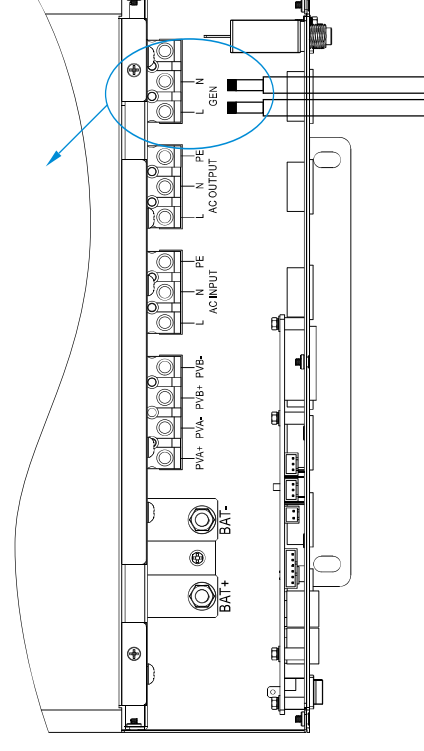 N
L
GEN
PE
N
L
AC OUTPUT
PE
N
L
AC INPUT
PVB-
PVB+
PVA-
PVA+
BAT-
BAT+